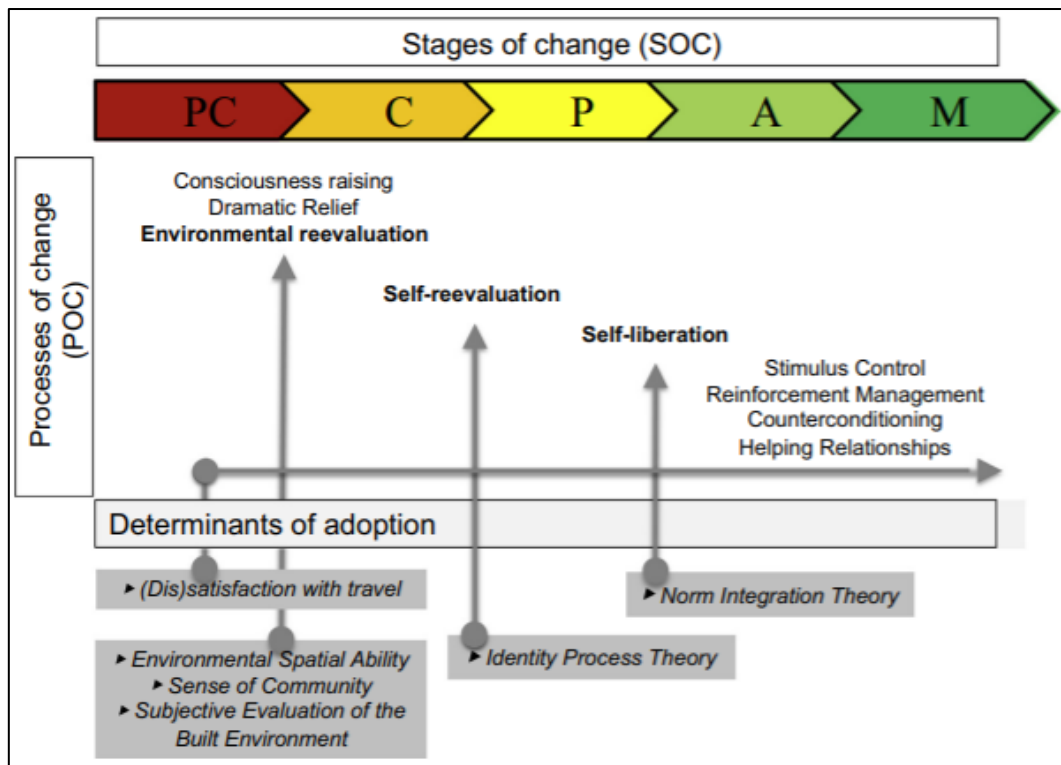 Stages of change (SOC)
PC
C
P
A
M
Processes of change
(POC)
Consciousness raising
Dramatic Relief
Environmental reevaluation
Self-reevaluation
Self-liberation
Stimulus Control
Reinforcement Management
Counterconditioning
Helping Relationships
Determinants of adoption
▸ (Dis)satisfaction with travel
▸ Norm Integration Theory
▸ Environmental Spatial Ability
▸ Sense of Community
▸ Subjective Evaluation of the
Built Environment
▸ Identity Process Theory